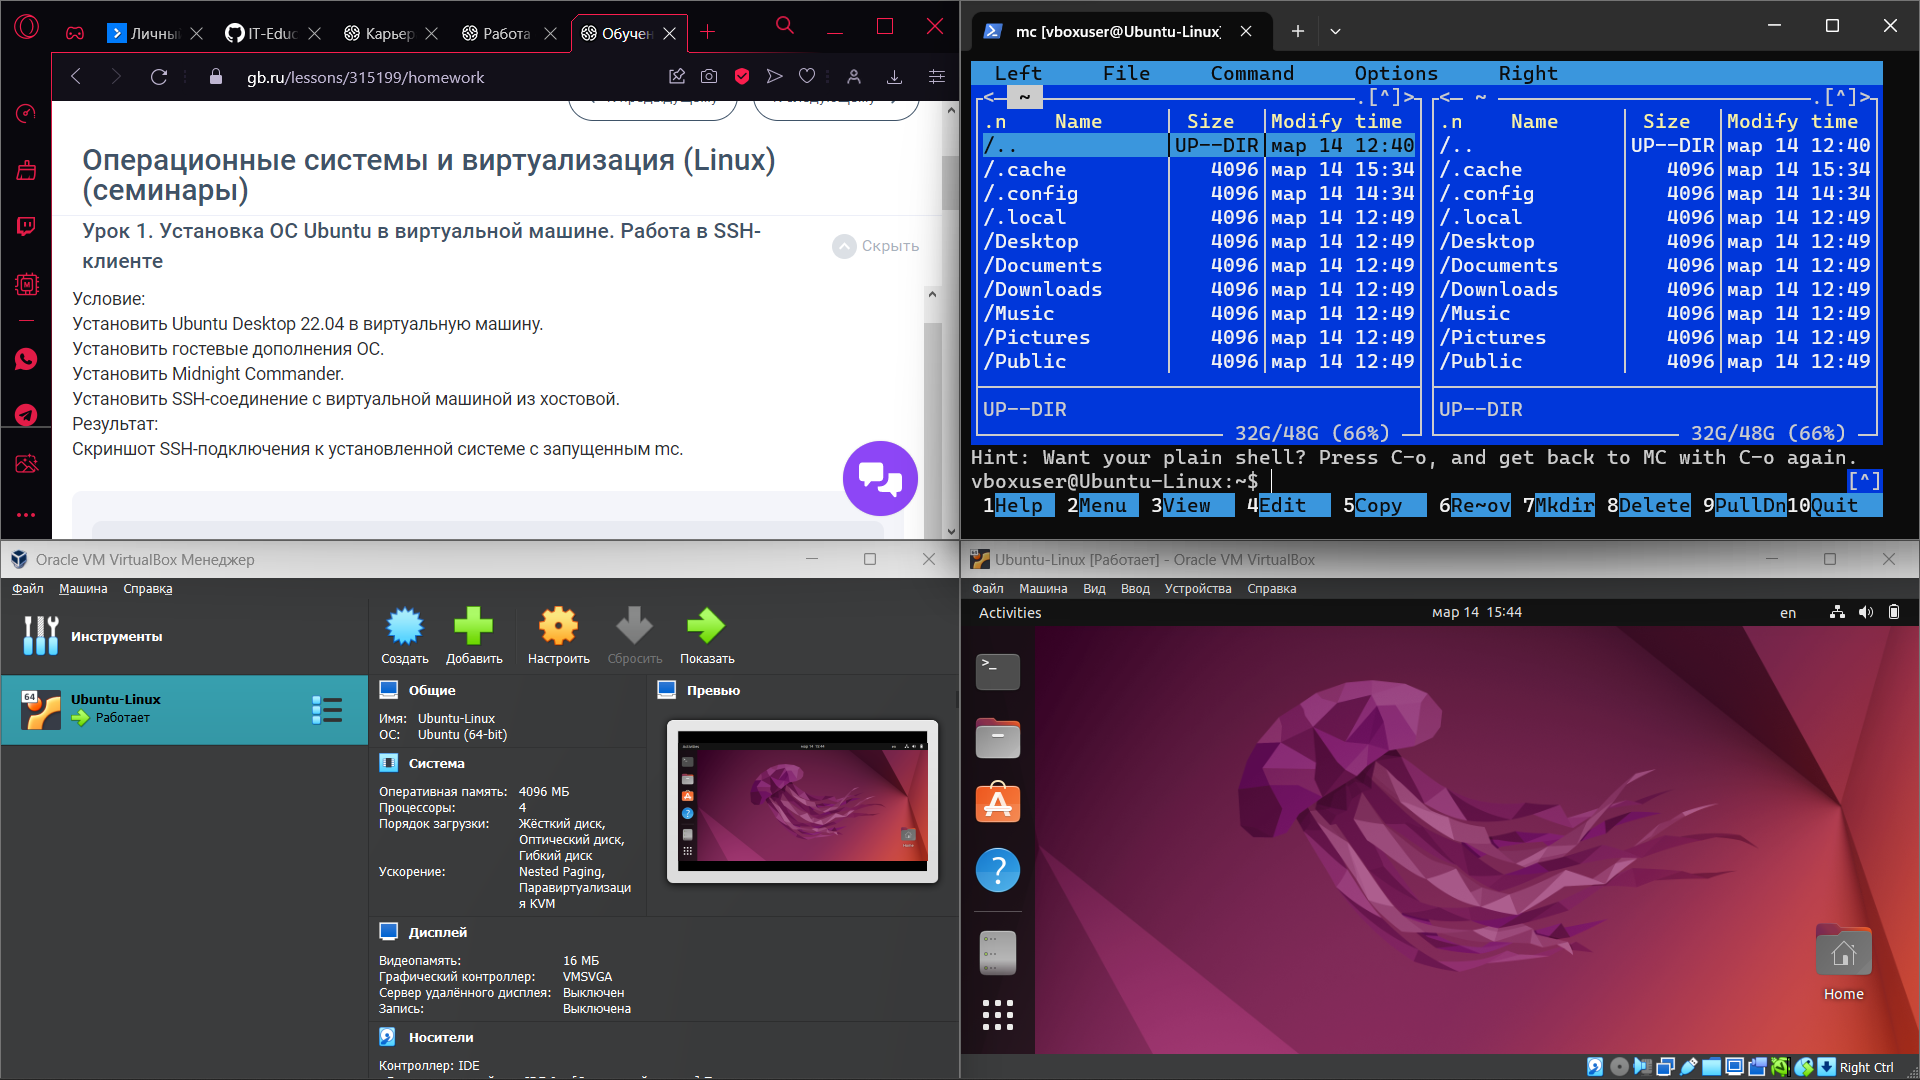 Личны
IT-Educ
Карьер
Работа
Обучен
gb.ru/lessons/315199/homework
Операционные системы и виртуализация (Linux)
(семинары)
Урок 1. Установка ОС Ubuntu в виртуальной машине. Работа в SSH-
клиенте
Скрыть
Условие:
Установить Ubuntu Desktop 22.04 в виртуальную машину.
Установить гостевые дополнения ОС.
Установить Midnight Commander.
Установить SSH-соединение с виртуальной машиной из хостовой.
Результат:
Скриншот SSH-подключения к установленной системе с запущенным mc.
mc [vboxuser@Ubuntu-Linux]
Left File Command Options Right
<─ ~ .[^]> <─ ~ .[^]>
.n Name Size Modify time .n Name Size Modify time
/.. UP--DIR мар 14 12:40 /.. UP--DIR мар 14 12:40
/.cache 4096 мар 14 15:34 /.cache 4096 мар 14 15:34
/.config 4096 мар 14 14:34 /.config 4096 мар 14 14:34
/.local 4096 мар 14 12:49 /.local 4096 мар 14 12:49
/Desktop 4096 мар 14 12:49 /Desktop 4096 мар 14 12:49
/Documents 4096 мар 14 12:49 /Documents 4096 мар 14 12:49
/Downloads 4096 мар 14 12:49 /Downloads 4096 мар 14 12:49
/Music 4096 мар 14 12:49 /Music 4096 мар 14 12:49
/Pictures 4096 мар 14 12:49 /Pictures 4096 мар 14 12:49
/Public 4096 мар 14 12:49 /Public 4096 мар 14 12:49
UP--DIR UP--DIR
32G/48G (66%) 32G/48G (66%)
Hint: Want your plain shell? Press C-o, and get back to MC with C-o again.
vboxuser@Ubuntu-Linux:~$ [^]
1Help 2Menu 3View 4Edit 5Copy 6Re~ov 7Mkdir 8Delete 9PullDn 10Quit
Oracle VM VirtualBox Менеджер
Файл Машина Справка
Инструменты
Создать Добавить Настроить Сбросить Показать
64
Ubuntu-Linux
Работает
Общие
Имя: Ubuntu-Linux
ОС: Ubuntu (64-bit)
Превью
Система
Оперативная память: 4096 МБ
Процессоры: 4
Порядок загрузки: Жёсткий диск,
Оптический диск,
Гибкий диск
Ускорение: Nested Paging,
Паравиртуализаци
я KVM
Дисплей
Видеопамять: 16 МБ
Графический контроллер: VMSVGA
Сервер удалённого дисплея: Выключен
Запись: Выключена
Носители
Контроллер: IDE
Ubuntu-Linux [Работает] - Oracle VM VirtualBox
Файл Машина Вид Ввод Устройства Справка
Activities
мар 14 15:44
en
Home
Right Ctrl